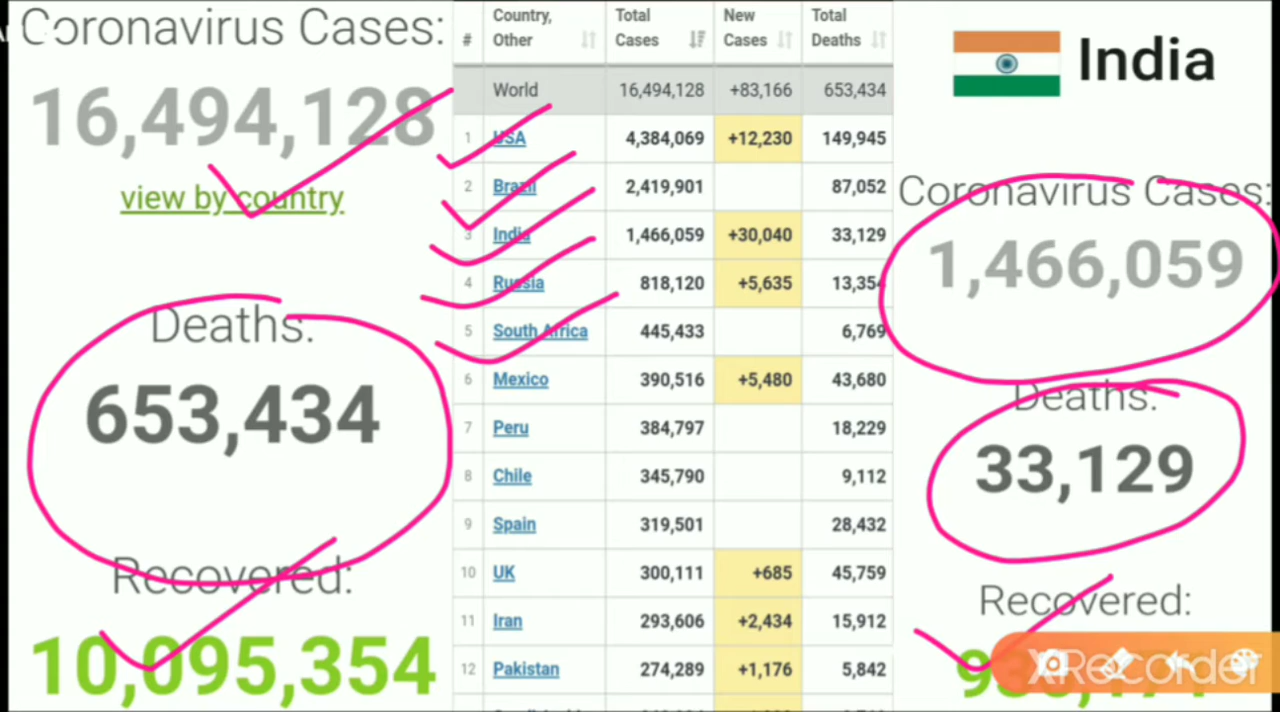 Coronavirus Cases:
16,494,128
view by country
Deaths:
653,434
Recovered:
10,095,354
# Country, Other Total Cases New Cases Total Deaths
World 16,494,128 +83,166 653,434
1 USA 4,384,069 +12,230 149,945
2 Brazil 2,419,901 87,052
3 India 1,466,059 +30,040 33,129
4 Russia 818,120 +5,635 13,354
5 South Africa 445,433 6,769
6 Mexico 390,516 +5,480 43,680
7 Peru 384,797 18,229
8 Chile 345,790 9,112
9 Spain 319,501 28,432
10 UK 300,111 +685 45,759
11 Iran 293,606 +2,434 15,912
12 Pakistan 274,289 +1,176 5,842
India
Coronavirus Cases:
1,466,059
Deaths:
33,129
Recovered:
XRecorder